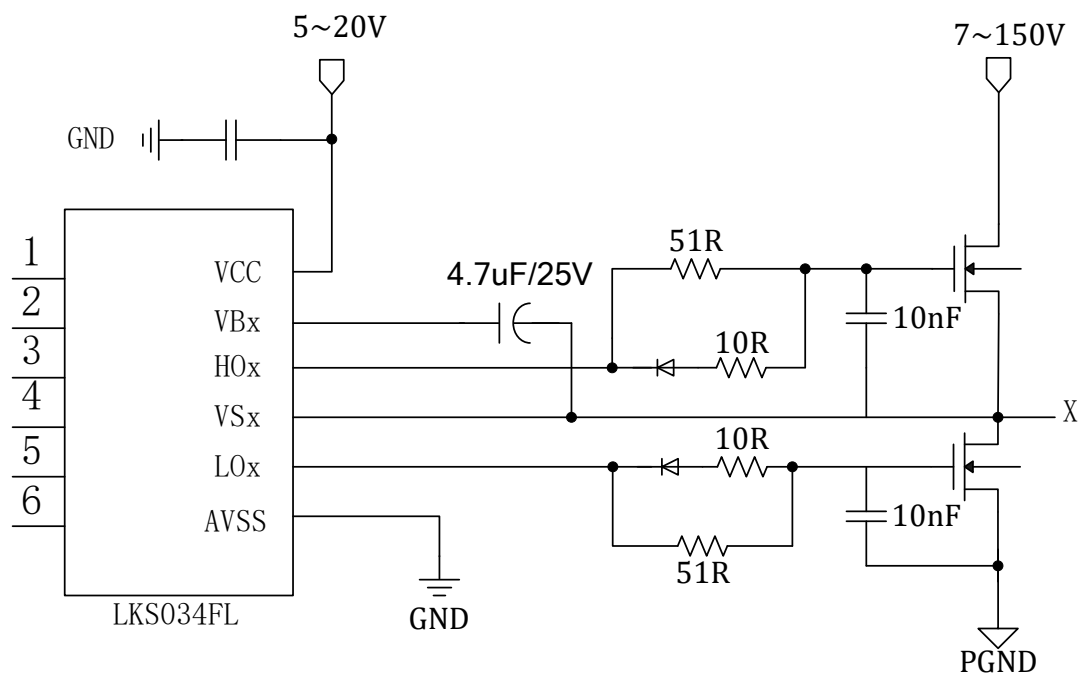 5~20V
7~150V
GND
1
2
3
4
5
6
VCC
VBx
HOx
VSx
LOx
AVSS
LKS034FL
GND
4.7uF/25V
51R
10R
10nF
X
10R
51R
10nF
PGND